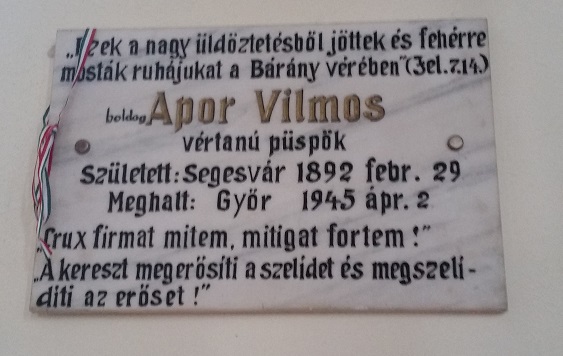 „Ezek a nagy üldöztetésből jöttek és fehérre
mosták ruhájukat a Bárány vérében" (Jel.7.14.)
boldog Apor Vilmos
vértanú püspök
Született: Segesvár 1892 febr. 29
Meghalt: Győr 1945 ápr. 2
„Crux firmat mitem, mitigat fortem!"
„A kereszt megerősíti a szelidet és megszeli-
díti az erőset!"